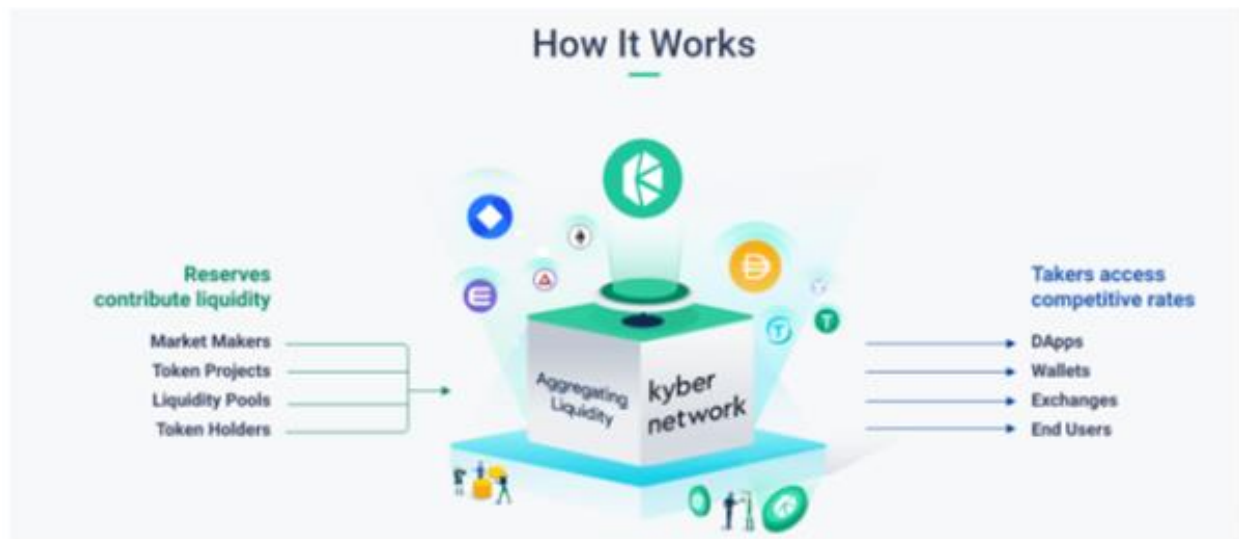 How It Works
Reserves
contribute liquidity
Market Makers
Token Projects
Liquidity Pools
Token Holders
Aggregating
Liquidity
kyber
network
Takers access
competitive rates
DApps
Wallets
Exchanges
End Users